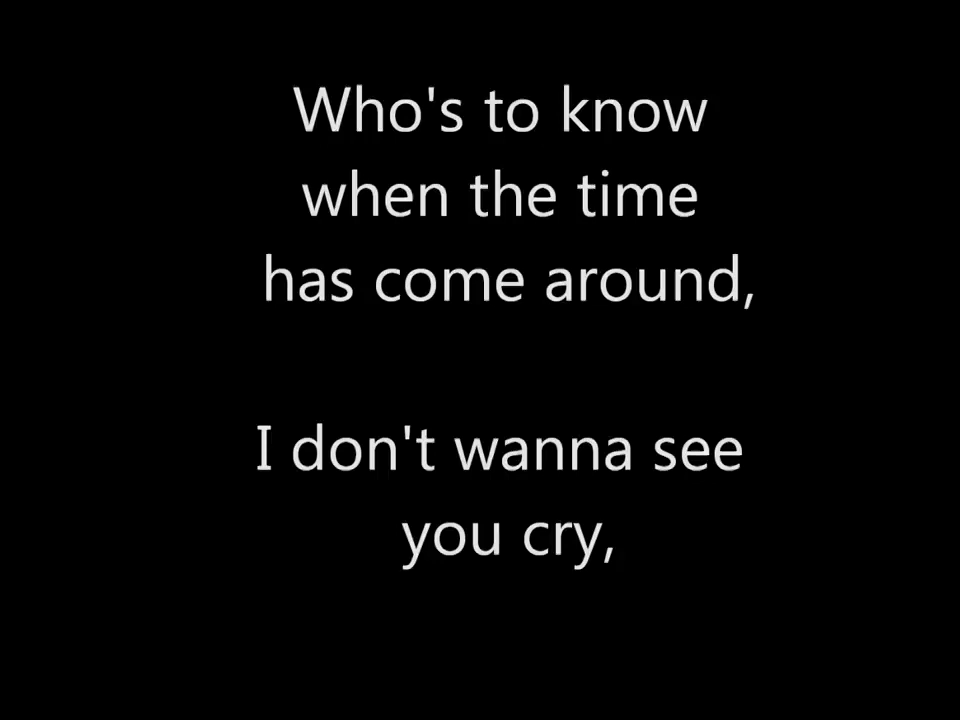 Who's to know
when the time
has come around,
I don't wanna see
you cry,